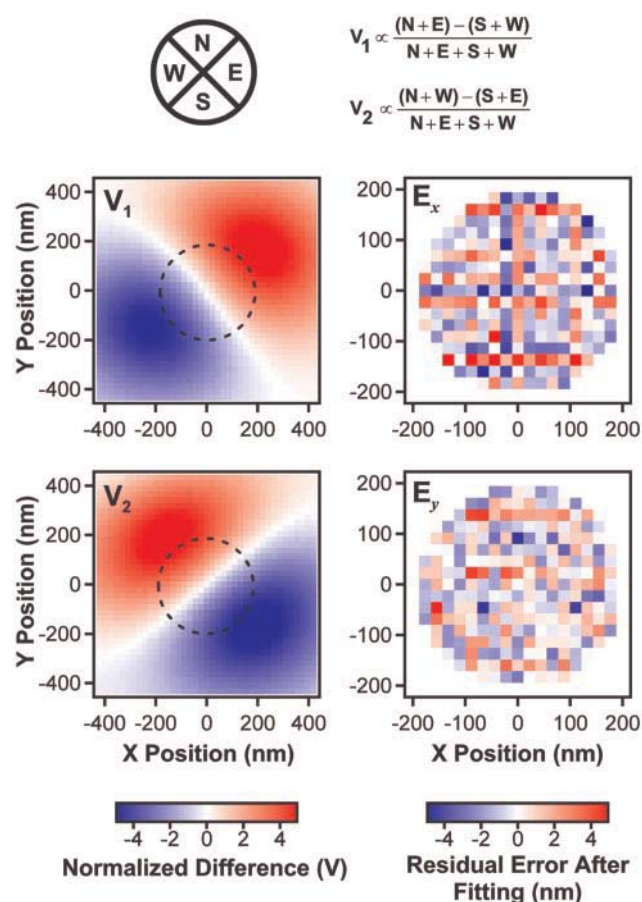 N
W E
S
V₁ ∝ (N+E)−(S+W) / N+E+S+W
V₂ ∝ (N+W)−(S+E) / N+E+S+W
V₁
Y Position (nm)
400
200
0
-200
-400
-400 -200 0 200 400
Eₓ
200
100
0
-100
-200
-200 -100 0 100 200
V₂
Y Position (nm)
400
200
0
-200
-400
-400 -200 0 200 400
X Position (nm)
E_y
200
100
0
-100
-200
-200 -100 0 100 200
X Position (nm)
-4 -2 0 2 4
Normalized Difference (V)
-4 -2 0 2 4
Residual Error After
Fitting (nm)